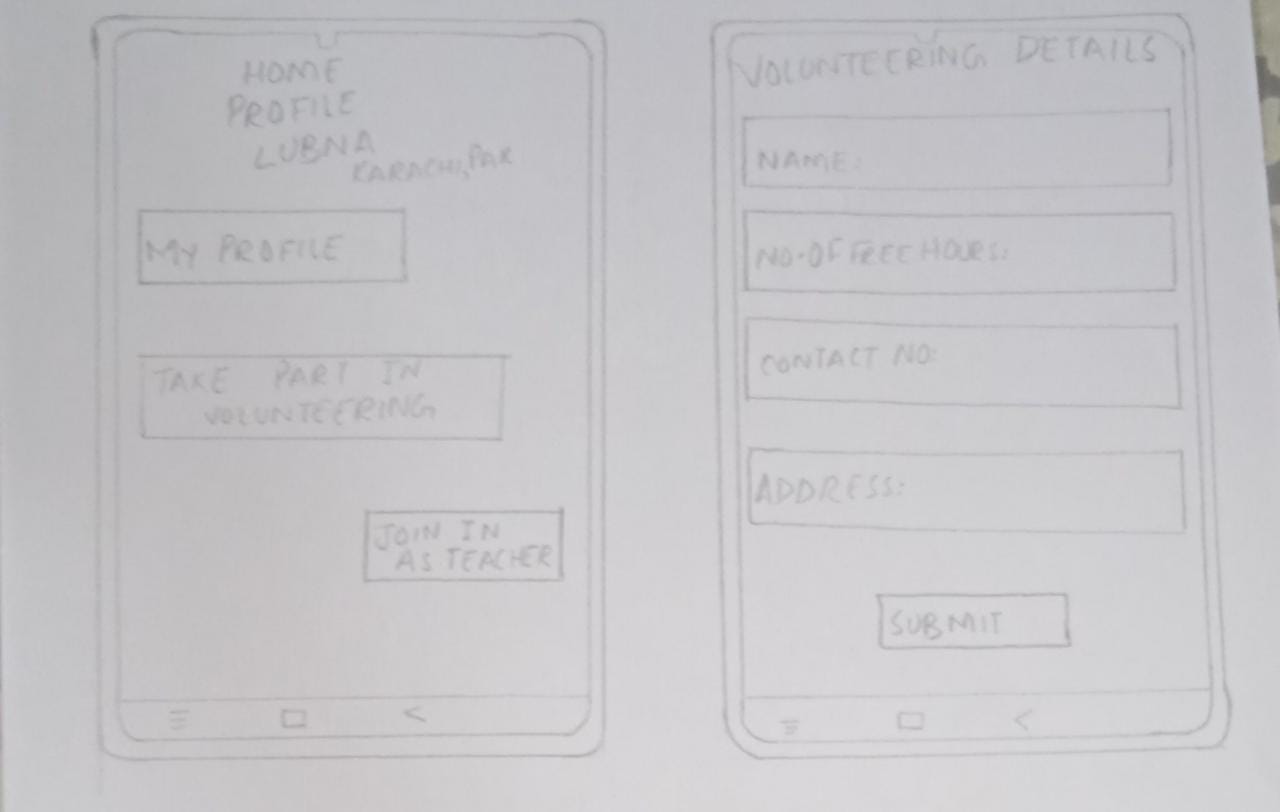 HOME
PROFILE
LUBNA
KARACHI, PAK
MY PROFILE
TAKE PART IN
VOLUNTEERING
JOIN IN
AS TEACHER
VOLUNTEERING DETAILS
NAME:
NO. OF FREE HOURS:
CONTACT NO:
ADDRESS:
SUBMIT